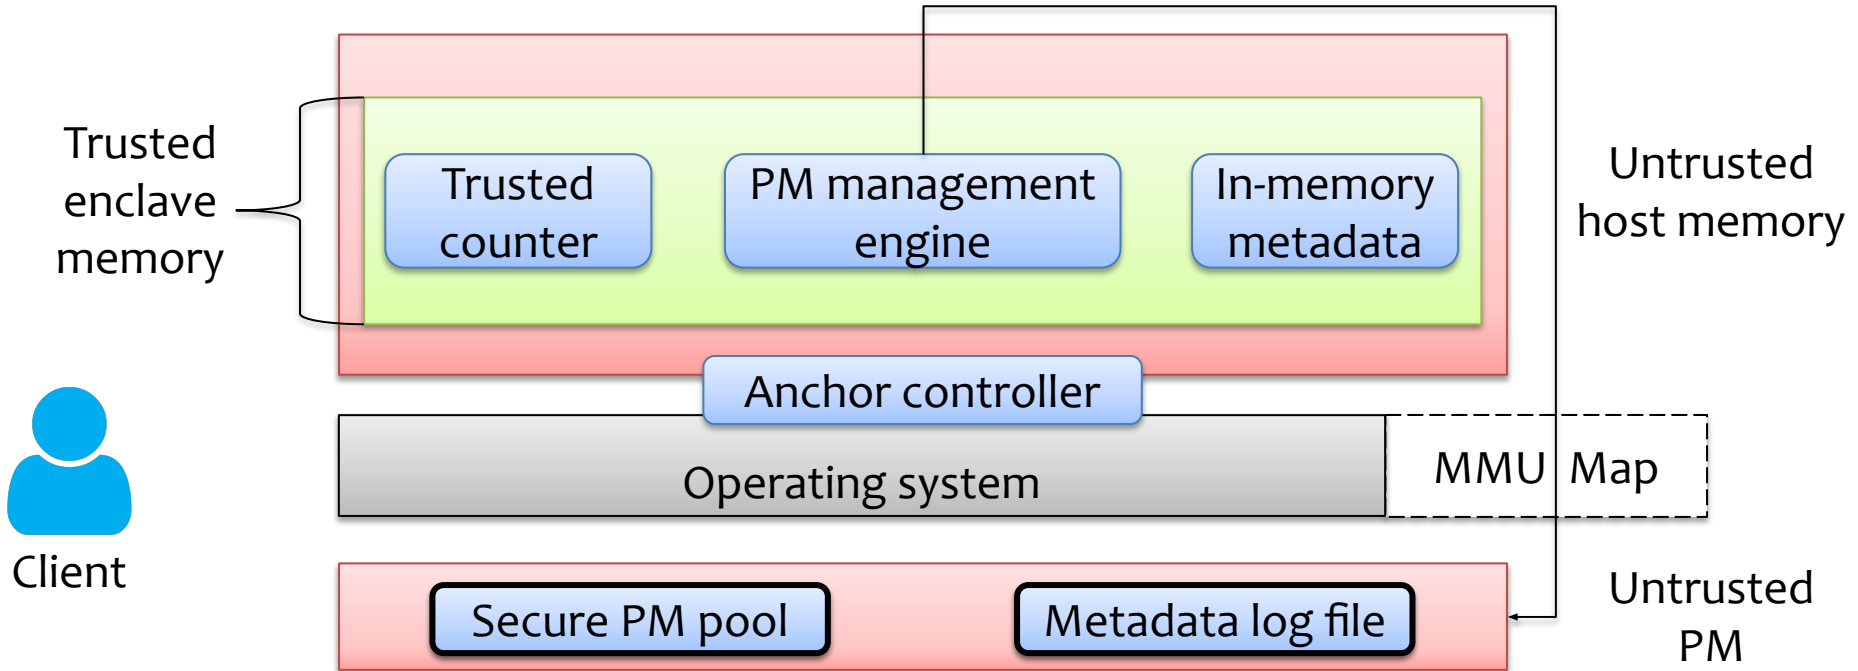 Trusted
enclave
memory
Trusted
counter
PM management
engine
In-memory
metadata
Untrusted
host memory
Anchor controller
Operating system
MMU Map
Client
Secure PM pool
Metadata log file
Untrusted
PM